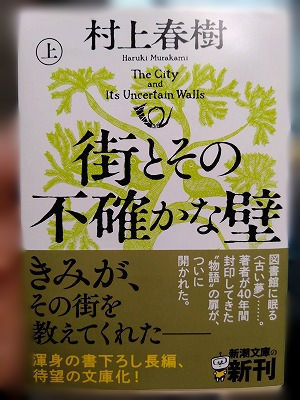 上
村上春樹
Haruki Murakami
The City
and
Its Uncertain Walls
街とその
不確かな壁
図書館に眠る
〈古い夢〉……。
著者が40年間
封印してきた
“物語”の扉が、
ついに
開かれた。
きみが、
その街を
教えてくれた――
渾身の書下ろし長編、
待望の文庫化!
新潮文庫の
新刊